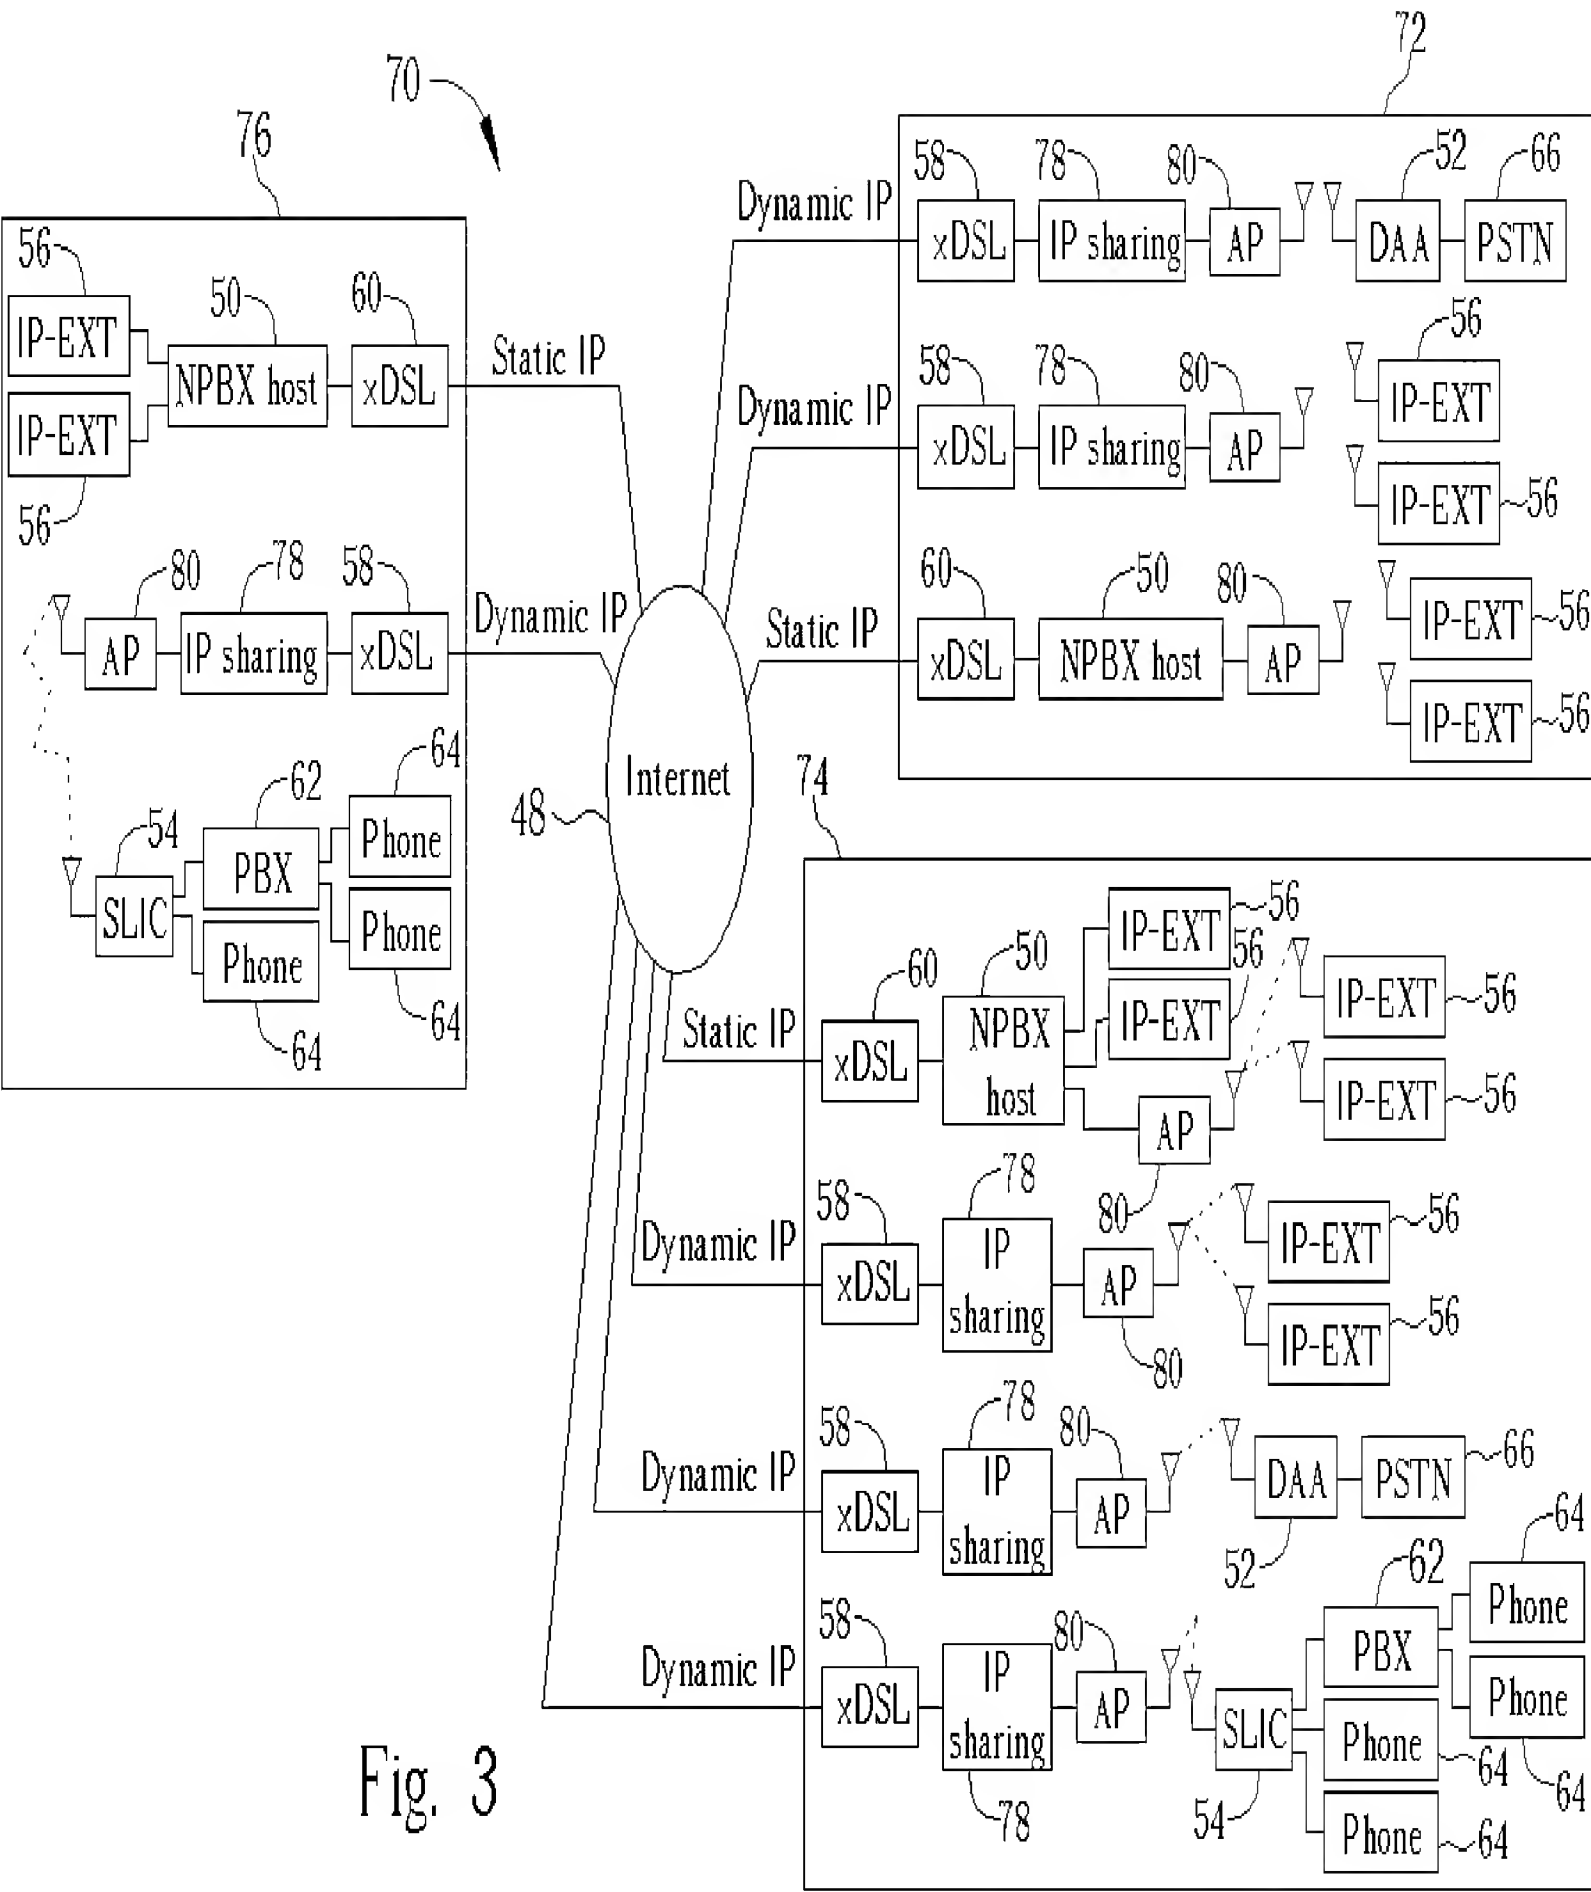 72
70
76
58
78
80
52
66
Dynamic IP
xDSL
IP sharing
AP
DAA
PSTN
56
50
60
IP-EXT
NPBX host
xDSL
Static IP
IP-EXT
56
58
78
80
56
Dynamic IP
xDSL
IP sharing
AP
IP-EXT
IP-EXT
56
80
78
58
AP
IP sharing
xDSL
Dynamic IP
60
50
80
Static IP
xDSL
NPBX host
AP
IP-EXT
56
IP-EXT
56
Internet
48
54
62
64
SLIC
PBX
Phone
Phone
Phone
64
64
74
60
50
IP-EXT
56
IP-EXT
56
Static IP
xDSL
NPBX
host
IP-EXT
56
IP-EXT
56
AP
80
58
78
Dynamic IP
xDSL
IP
sharing
AP
80
IP-EXT
56
IP-EXT
56
58
78
80
Dynamic IP
xDSL
IP
sharing
AP
DAA
52
PSTN
66
58
80
62
64
Dynamic IP
xDSL
IP
sharing
78
AP
SLIC
54
PBX
Phone
Phone
64
Phone
64
Phone
64
Fig. 3